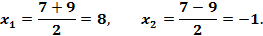 x₁ = (7 + 9)/2 = 8, x₂ = (7 − 9)/2 = −1.